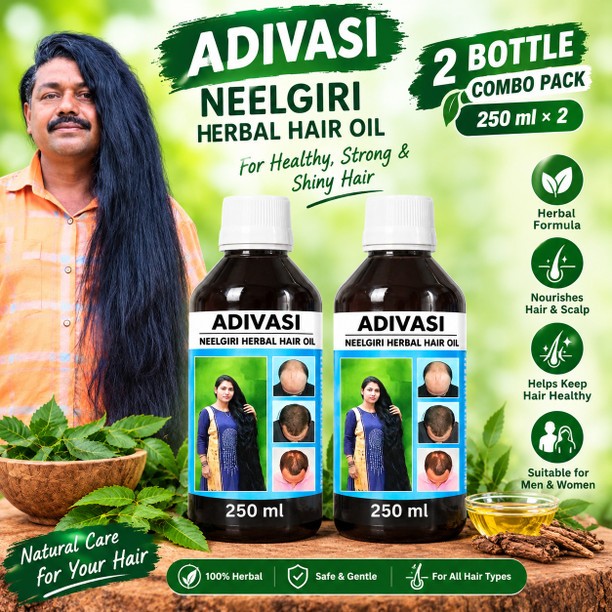 ADIVASI
NEELGIRI
HERBAL HAIR OIL
For Healthy, Strong &
Shiny Hair
2 BOTTLE
COMBO PACK
250 ml × 2
Herbal
Formula
Nourishes
Hair & Scalp
Helps Keep
Hair Healthy
Suitable for
Men & Women
ADIVASI
NEELGIRI HERBAL HAIR OIL
250 ml
ADIVASI
NEELGIRI HERBAL HAIR OIL
250 ml
Natural Care
for Your Hair
100% Herbal
Safe & Gentle
For All Hair Types